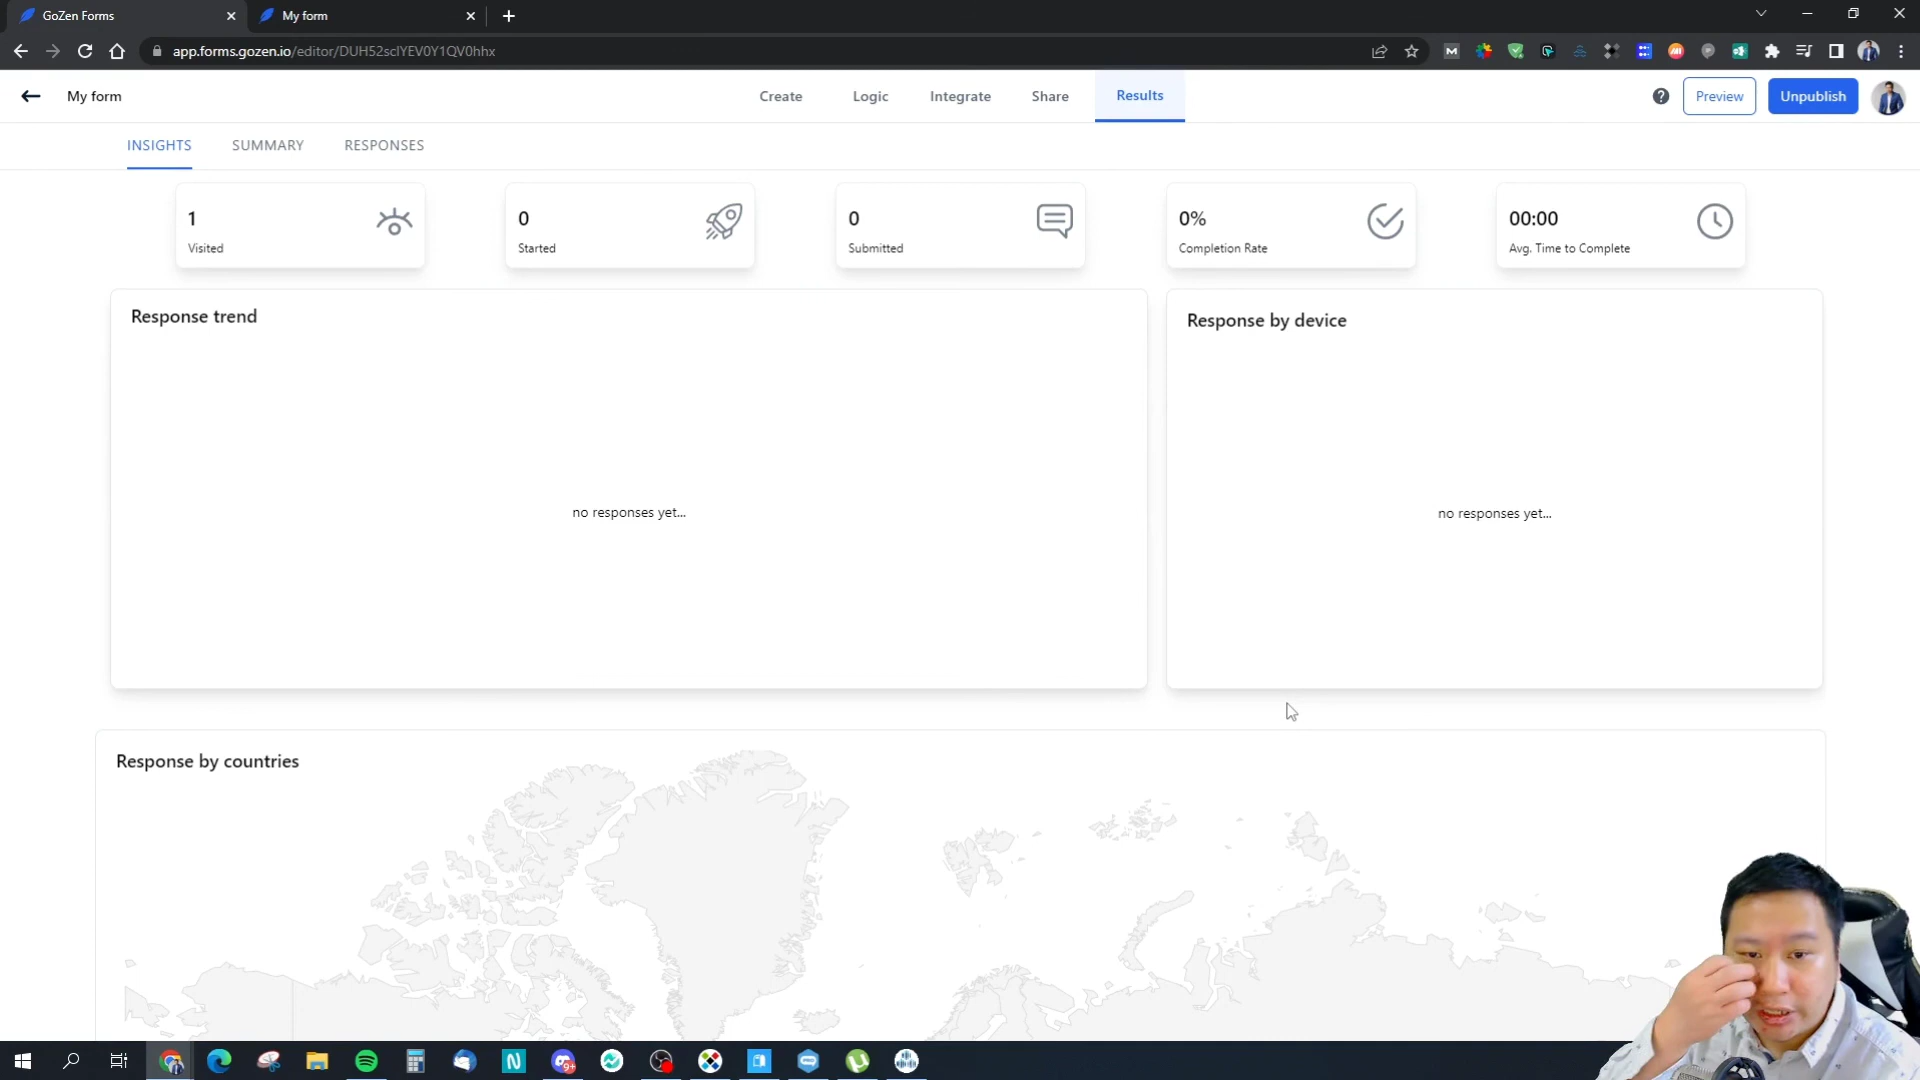 GoZen Forms
My form
app.forms.gozen.io/editor/DUH52sclYEV0Y1QV0hhx
My form
Create
Logic
Integrate
Share
Results
Preview
Unpublish
INSIGHTS
SUMMARY
RESPONSES
1
Visited
0
Started
0
Submitted
0%
Completion Rate
00:00
Avg. Time to Complete
Response trend
no responses yet...
Response by device
no responses yet...
Response by countries
9+